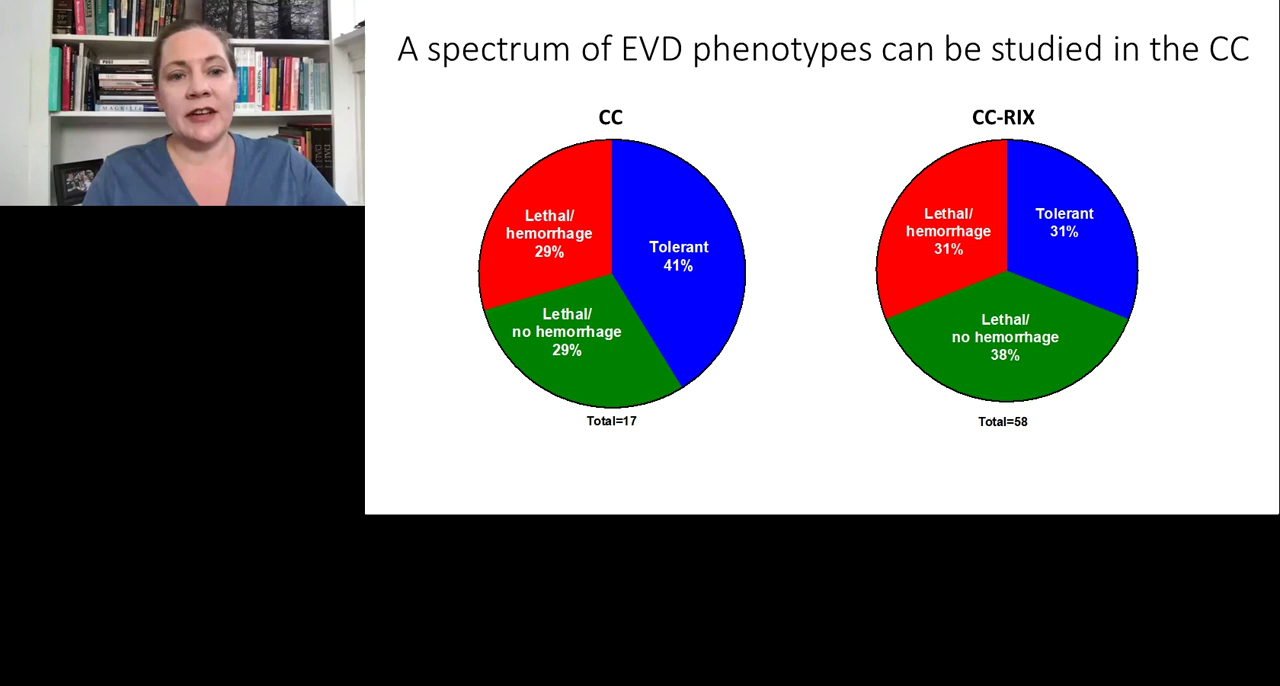 A spectrum of EVD phenotypes can be studied in the CC
CC
Lethal/
hemorrhage
29%
Tolerant
41%
Lethal/
no hemorrhage
29%
Total=17
CC-RIX
Lethal/
hemorrhage
31%
Tolerant
31%
Lethal/
no hemorrhage
38%
Total=58